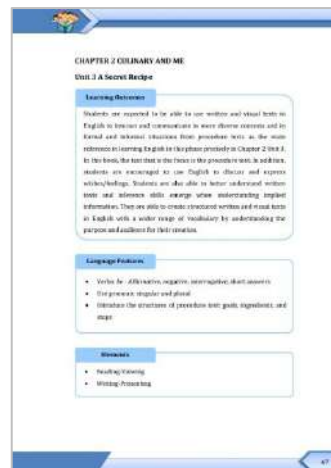 CHAPTER 2 CULINARY AND ME
Unit 3 A Secret Recipe
Learning Outcomes
Students are expected to be able to use written and visual texts in
English to interact and communicate in more diverse contexts and in
formal and informal situations from procedure texts as the main
reference in learning English in this phase precisely in Chapter 2 Unit 3.
In this book, the text that is the focus is the procedure text. In addition,
students are encouraged to use English to discuss and express
wishes/feelings. Students are also able to better understand written
texts and inference skills emerge when understanding implied
information. They are able to create structured written and visual texts
in English with a wider range of vocabulary by understanding the
purpose and audience for their creation.
Language Features
• Verbs be - Affirmative, negative, interrogative, short answers
• Use pronouns singular and plural
• Introduce the structures of procedure text: goals, ingredients, and
steps
Elements
• Reading-Viewing
• Writing-Presenting
47